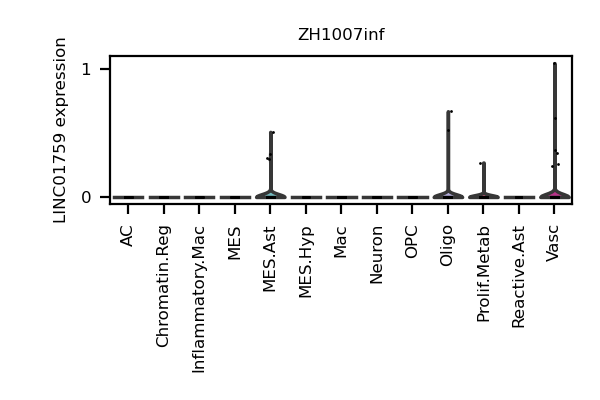 ZH1007inf
LINC01759 expression
1
0
AC
Chromatin.Reg
Inflammatory.Mac
MES
MES.Ast
MES.Hyp
Mac
Neuron
OPC
Oligo
Prolif.Metab
Reactive.Ast
Vasc